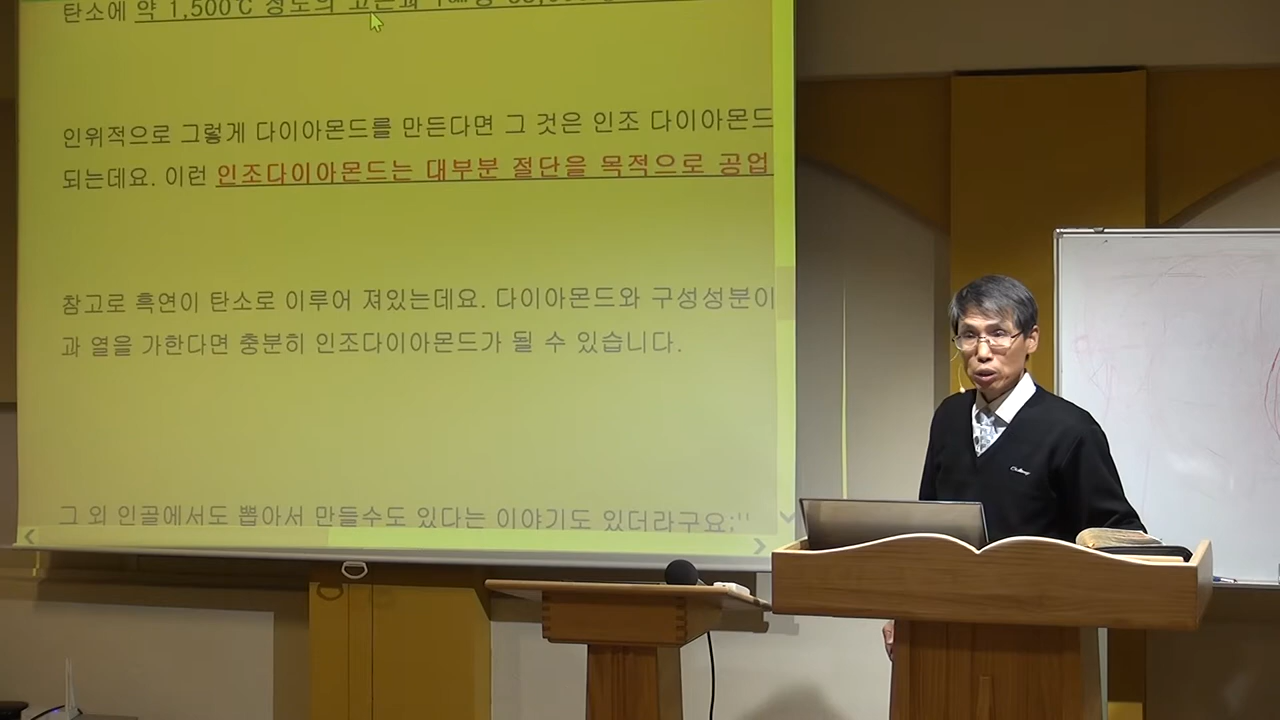 탄소에 약 1,500℃ 정도의 고온과
인위적으로 그렇게 다이아몬드를 만든다면 그 것은 인조 다이아몬드
되는데요. 이런 인조다이아몬드는 대부분 절단을 목적으로 공업
참고로 흑연이 탄소로 이루어 져있는데요. 다이아몬드와 구성성분이
과 열을 가한다면 충분히 인조다이아몬드가 될 수 있습니다.
그 외 인골에서도 뽑아서 만들수도 있다는 이야기도 있더라구요;''